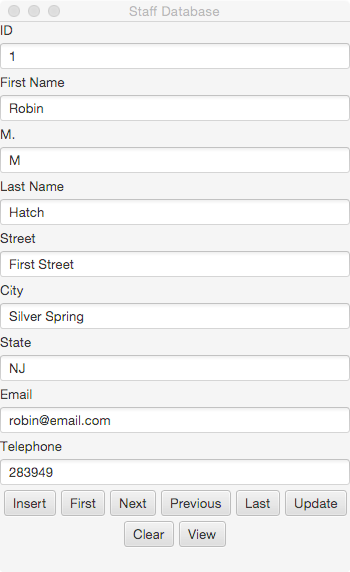 Staff Database
ID
1
First Name
Robin
M.
M
Last Name
Hatch
Street
First Street
City
Silver Spring
State
NJ
Email
robin@email.com
Telephone
283949
Insert First Next Previous Last Update
Clear View